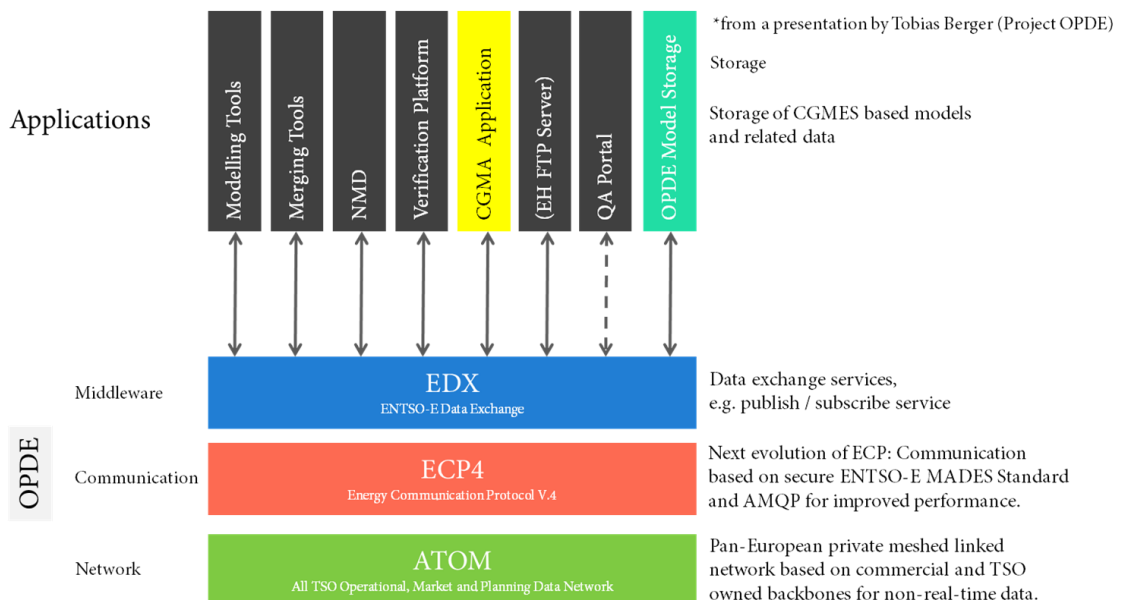 *from a presentation by Tobias Berger (Project OPDE)
Applications
Modelling Tools
Merging Tools
NMD
Verification Platform
CGMA Application
(EH FTP Server)
QA Portal
OPDE Model Storage
Storage
Storage of CGMES based models
and related data
OPDE
Middleware
EDX
ENTSO-E Data Exchange
Data exchange services,
e.g. publish / subscribe service
Communication
ECP4
Energy Communication Protocol V.4
Next evolution of ECP: Communication
based on secure ENTSO-E MADES Standard
and AMQP for improved performance.
Network
ATOM
All TSO Operational, Market and Planning Data Network
Pan-European private meshed linked
network based on commercial and TSO
owned backbones for non-real-time data.